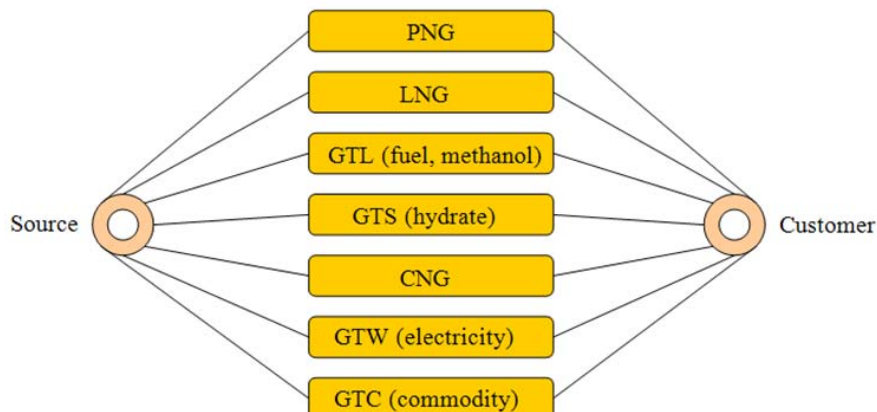 PNG
LNG
GTL (fuel, methanol)
Source
GTS (hydrate)
Customer
CNG
GTW (electricity)
GTC (commodity)